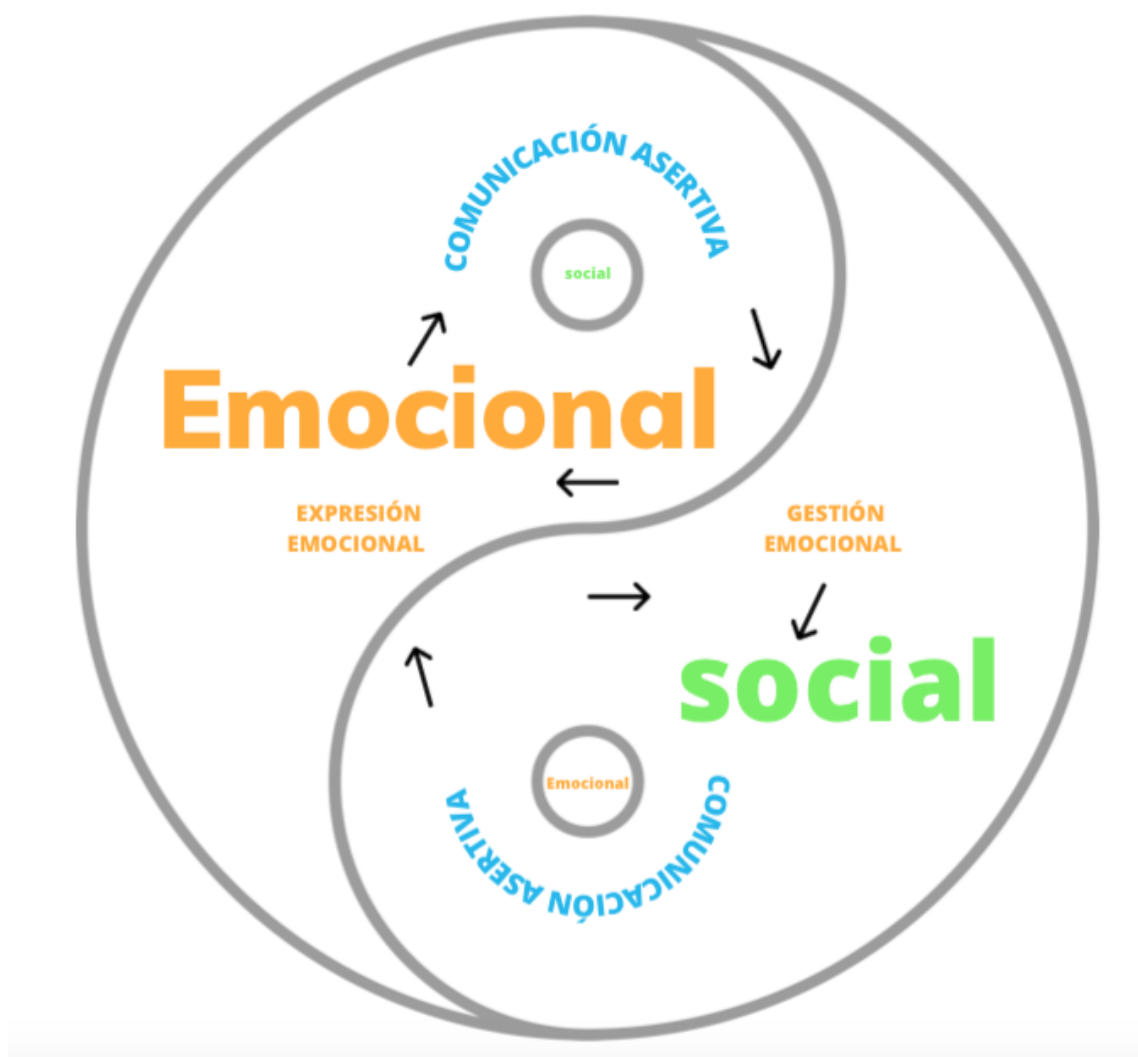 COMUNICACIÓN ASERTIVA
social
Emocional
EXPRESIÓN
EMOCIONAL
GESTIÓN
EMOCIONAL
social
Emocional
COMUNICACIÓN ASERTIVA